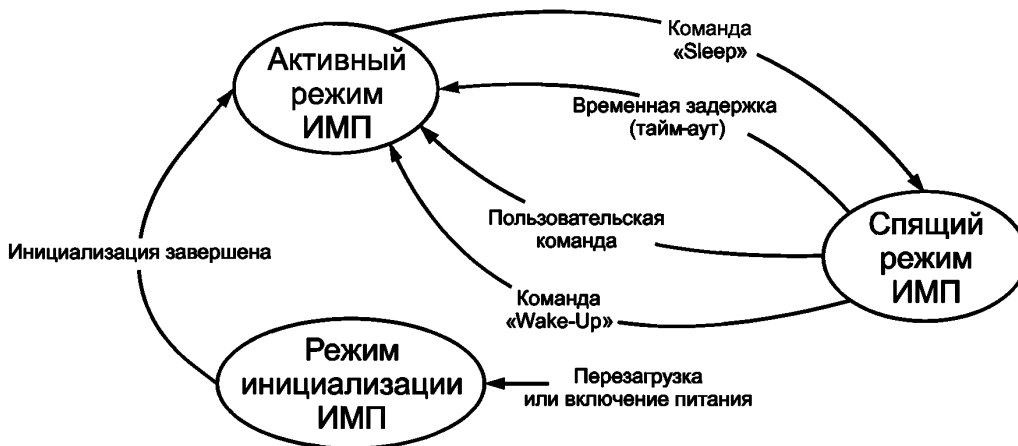 Команда
«Sleep»
Активный
режим
ИМП
Временная задержка
(тайм-аут)
Пользовательская
команда
Спящий
режим
ИМП
Инициализация завершена
Команда
«Wake-Up»
Режим
инициализации
ИМП
Перезагрузка
или включение питания